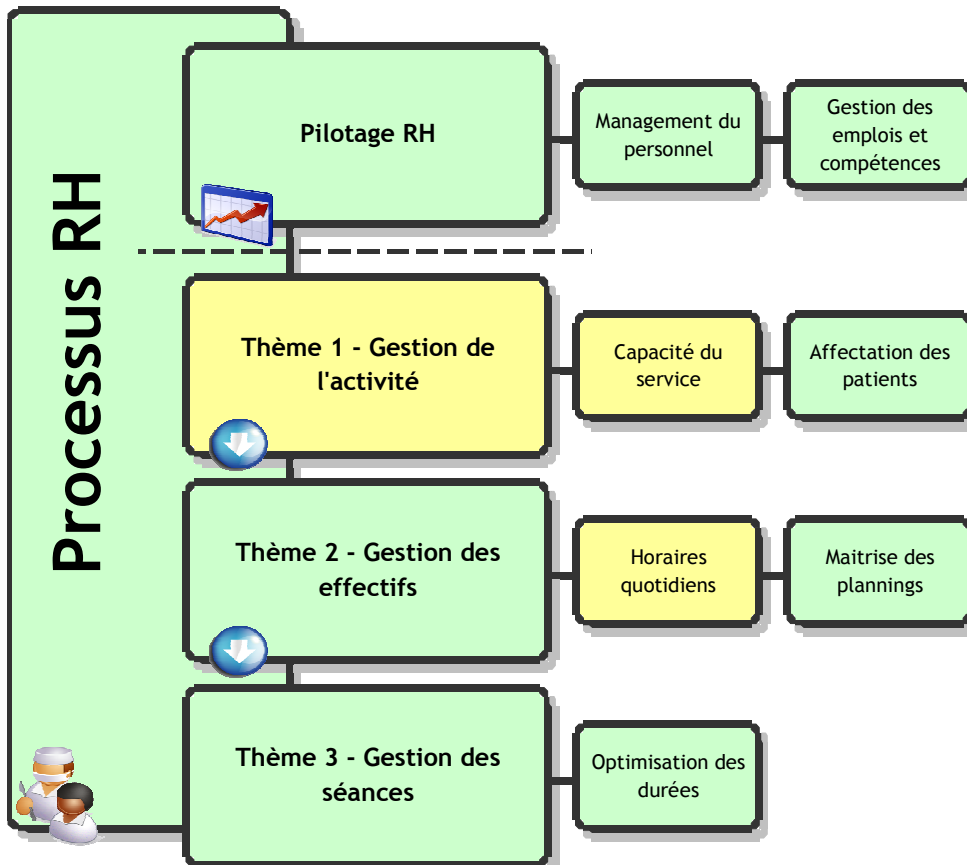 Processus RH
Pilotage RH
Management du
personnel
Gestion des
emplois et
compétences
Thème 1 - Gestion de
l'activité
Capacité du
service
Affectation des
patients
Thème 2 - Gestion des
effectifs
Horaires
quotidiens
Maitrise des
plannings
Thème 3 - Gestion des
séances
Optimisation des
durées